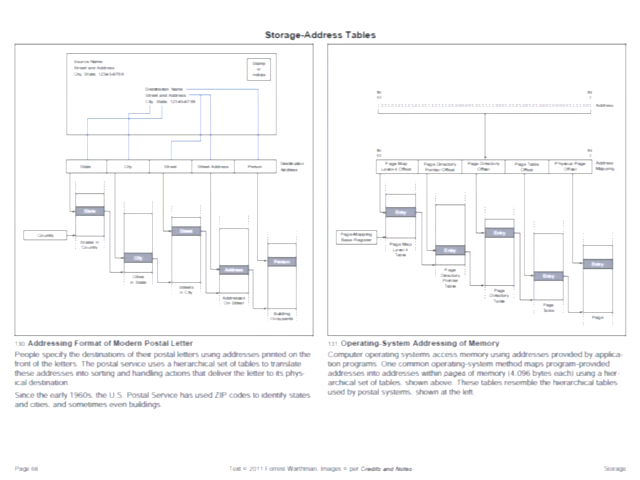 Storage-Address Tables
Source Name
Street and Address
City, State
Stamp
or
Indicia
Destination Name
Street and Address
City, State
State
City
Street
Street Address
Person
Destination
Address
State
Street
City
Address
Person
Country
States in
Country
Cities
in State
Streets
in City
Addresses
On Street
Building
Occupants
130 Addressing Format of Modern Postal Letter
People specify the destinations of their postal letters using addresses printed on the
front of the letters. The postal service uses a hierarchical set of tables to translate
these addresses into sorting and handling actions that deliver the letter to its phys-
ical destination.
Since the early 1960s, the U.S. Postal Service has used ZIP codes to identify states
and cities, and sometimes even buildings.
Address
Page-Map
Level-4 Offset
Page Directory
Pointer Offset
Page Directory
Offset
Page Table
Offset
Physical Page
Offset
Address
Mapping
Entry
Entry
Entry
Entry
Entry
Page-Mapping
Base Register
Page-Map
Level-4
Table
Page
Directory
Pointer
Table
Page
Directory
Table
Page
Table
Page
131 Operating-System Addressing of Memory
Computer operating systems access memory using addresses provided by applica-
tion programs. One common operating-system method maps program-provided
addresses into addresses within pages of memory (4,096 bytes each) using a hier-
archical set of tables, shown above. These tables resemble the hierarchical tables
used by postal systems, shown at the left.
Page 68
Text © 2011 Forrest Warthman. Images © per Credits and Notes
Storage